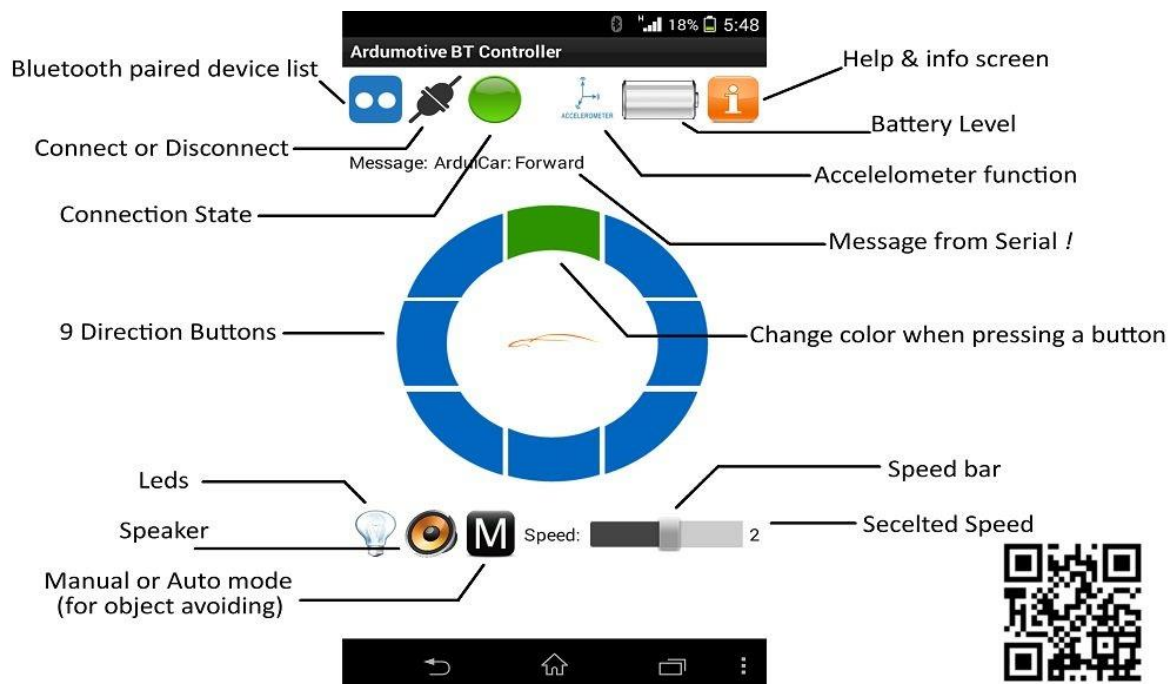 H 18% 5:48
Ardumotive BT Controller
Bluetooth paired device list
Help & info screen
ACCELEROMETER
i
Battery Level
Connect or Disconnect
Message: ArduiCar: Forward
Accelelometer function
Connection State
Message from Serial !
9 Direction Buttons
Change color when pressing a button
Leds
Speed bar
Speaker
M
Speed:
2
Secelted Speed
Manual or Auto mode
(for object avoiding)